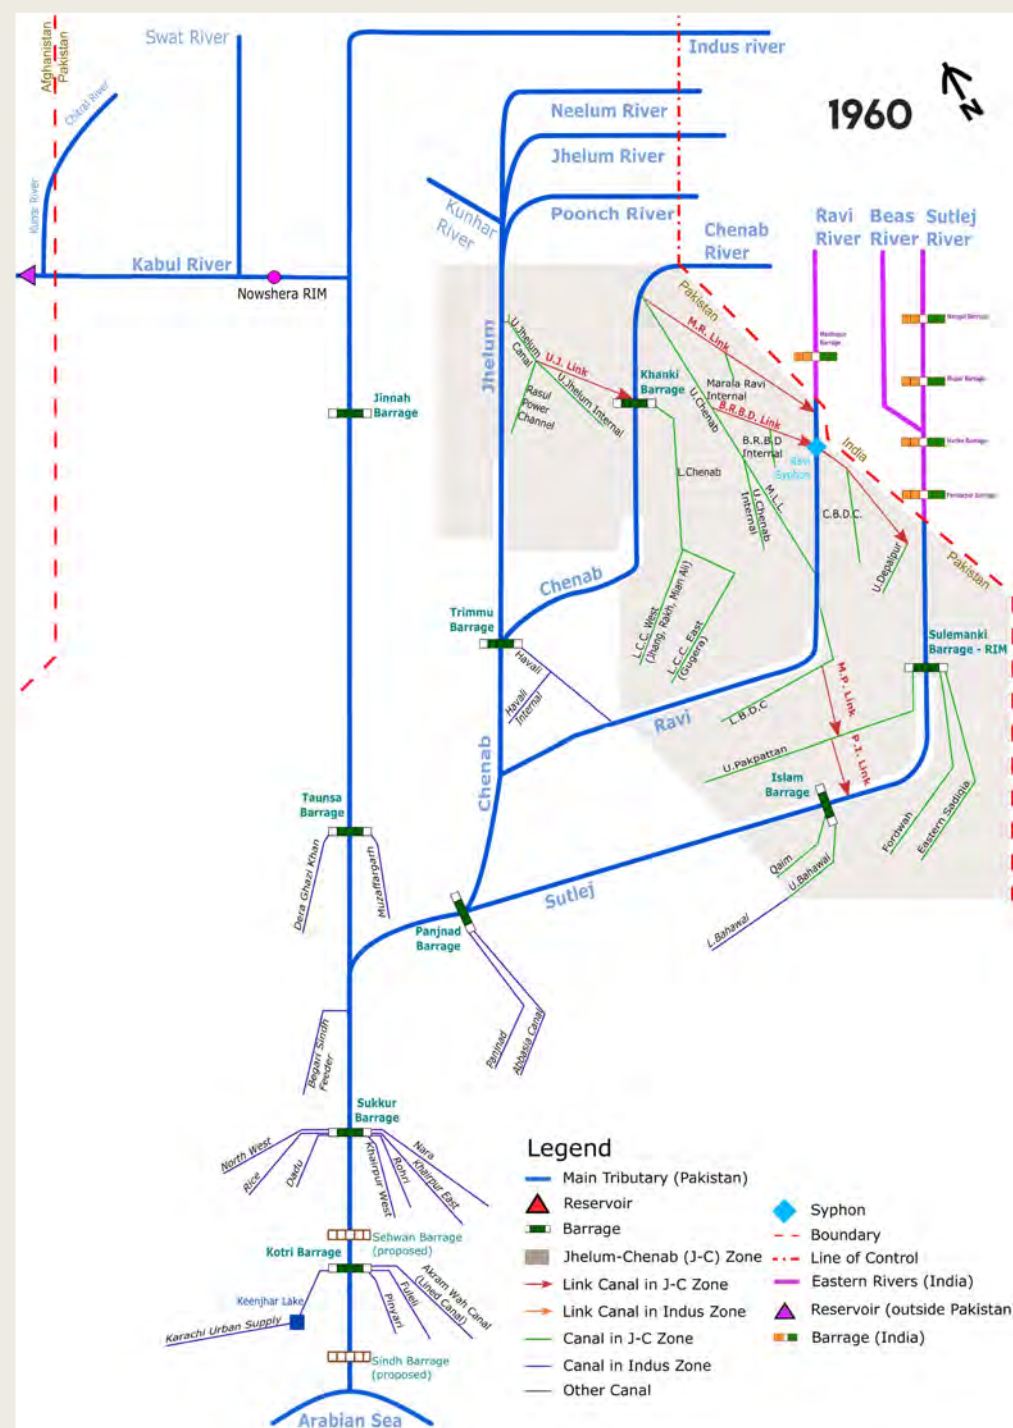 Afghanistan
Pakistan
Swat River
Chitral River
Kunar River
Kabul River
Nowshera RIM
Indus river
Neelum River
Jhelum River
Kunhar
River
Poonch River
Chenab
River
1960
N
Ravi
River
Beas
River
Sutlej
River
Pakistan
India
Pakistan
Jinnah
Barrage
Jhelum
U.Jhelum
Canal
U.J. Link
Rasul
Power
Channel
U.Jhelum Internal
Khanki
Barrage
M.R. Link
Marala Ravi
Internal
U.Chenab
B.R.B.D. Link
B.R.B.D
Internal
Ravi
Syphon
L.Chenab
U.Chenab
Internal
M.L.L
C.B.D.C.
U.Depalpur
Chenab
Trimmu
Barrage
L.C.C. West
(Jhang, Rakh, Mian Ali)
L.C.C. East
(Gugera)
Sulemanki
Barrage - RIM
Havali
Havali
Internal
Ravi
L.B.D.C
M.P. Link
U.Pakpattan
P.I. Link
Chenab
Islam
Barrage
Fordwah
Eastern Sadiqia
Qaim
U.Bahawal
L.Bahawal
Sutlej
Taunsa
Barrage
Dera Ghazi Khan
Muzaffargarh
Panjnad
Barrage
Panjnad
Abbasia Canal
Begari Sindh
Feeder
Sukkur
Barrage
North West
Rice
Dadu
Khairpur West
Rohri
Khairpur East
Nara
Sehwan Barrage
(proposed)
Kotri Barrage
Keenjhar Lake
Karachi Urban Supply
Pinyari
Fuleli
Akram Wah Canal
(Lined Canal)
Sindh Barrage
(proposed)
Arabian Sea
Legend
Main Tributary (Pakistan)
Reservoir
Barrage
Jhelum-Chenab (J-C) Zone
Link Canal in J-C Zone
Link Canal in Indus Zone
Canal in J-C Zone
Canal in Indus Zone
Other Canal
Syphon
Boundary
Line of Control
Eastern Rivers (India)
Reservoir (outside Pakistan
Barrage (India)